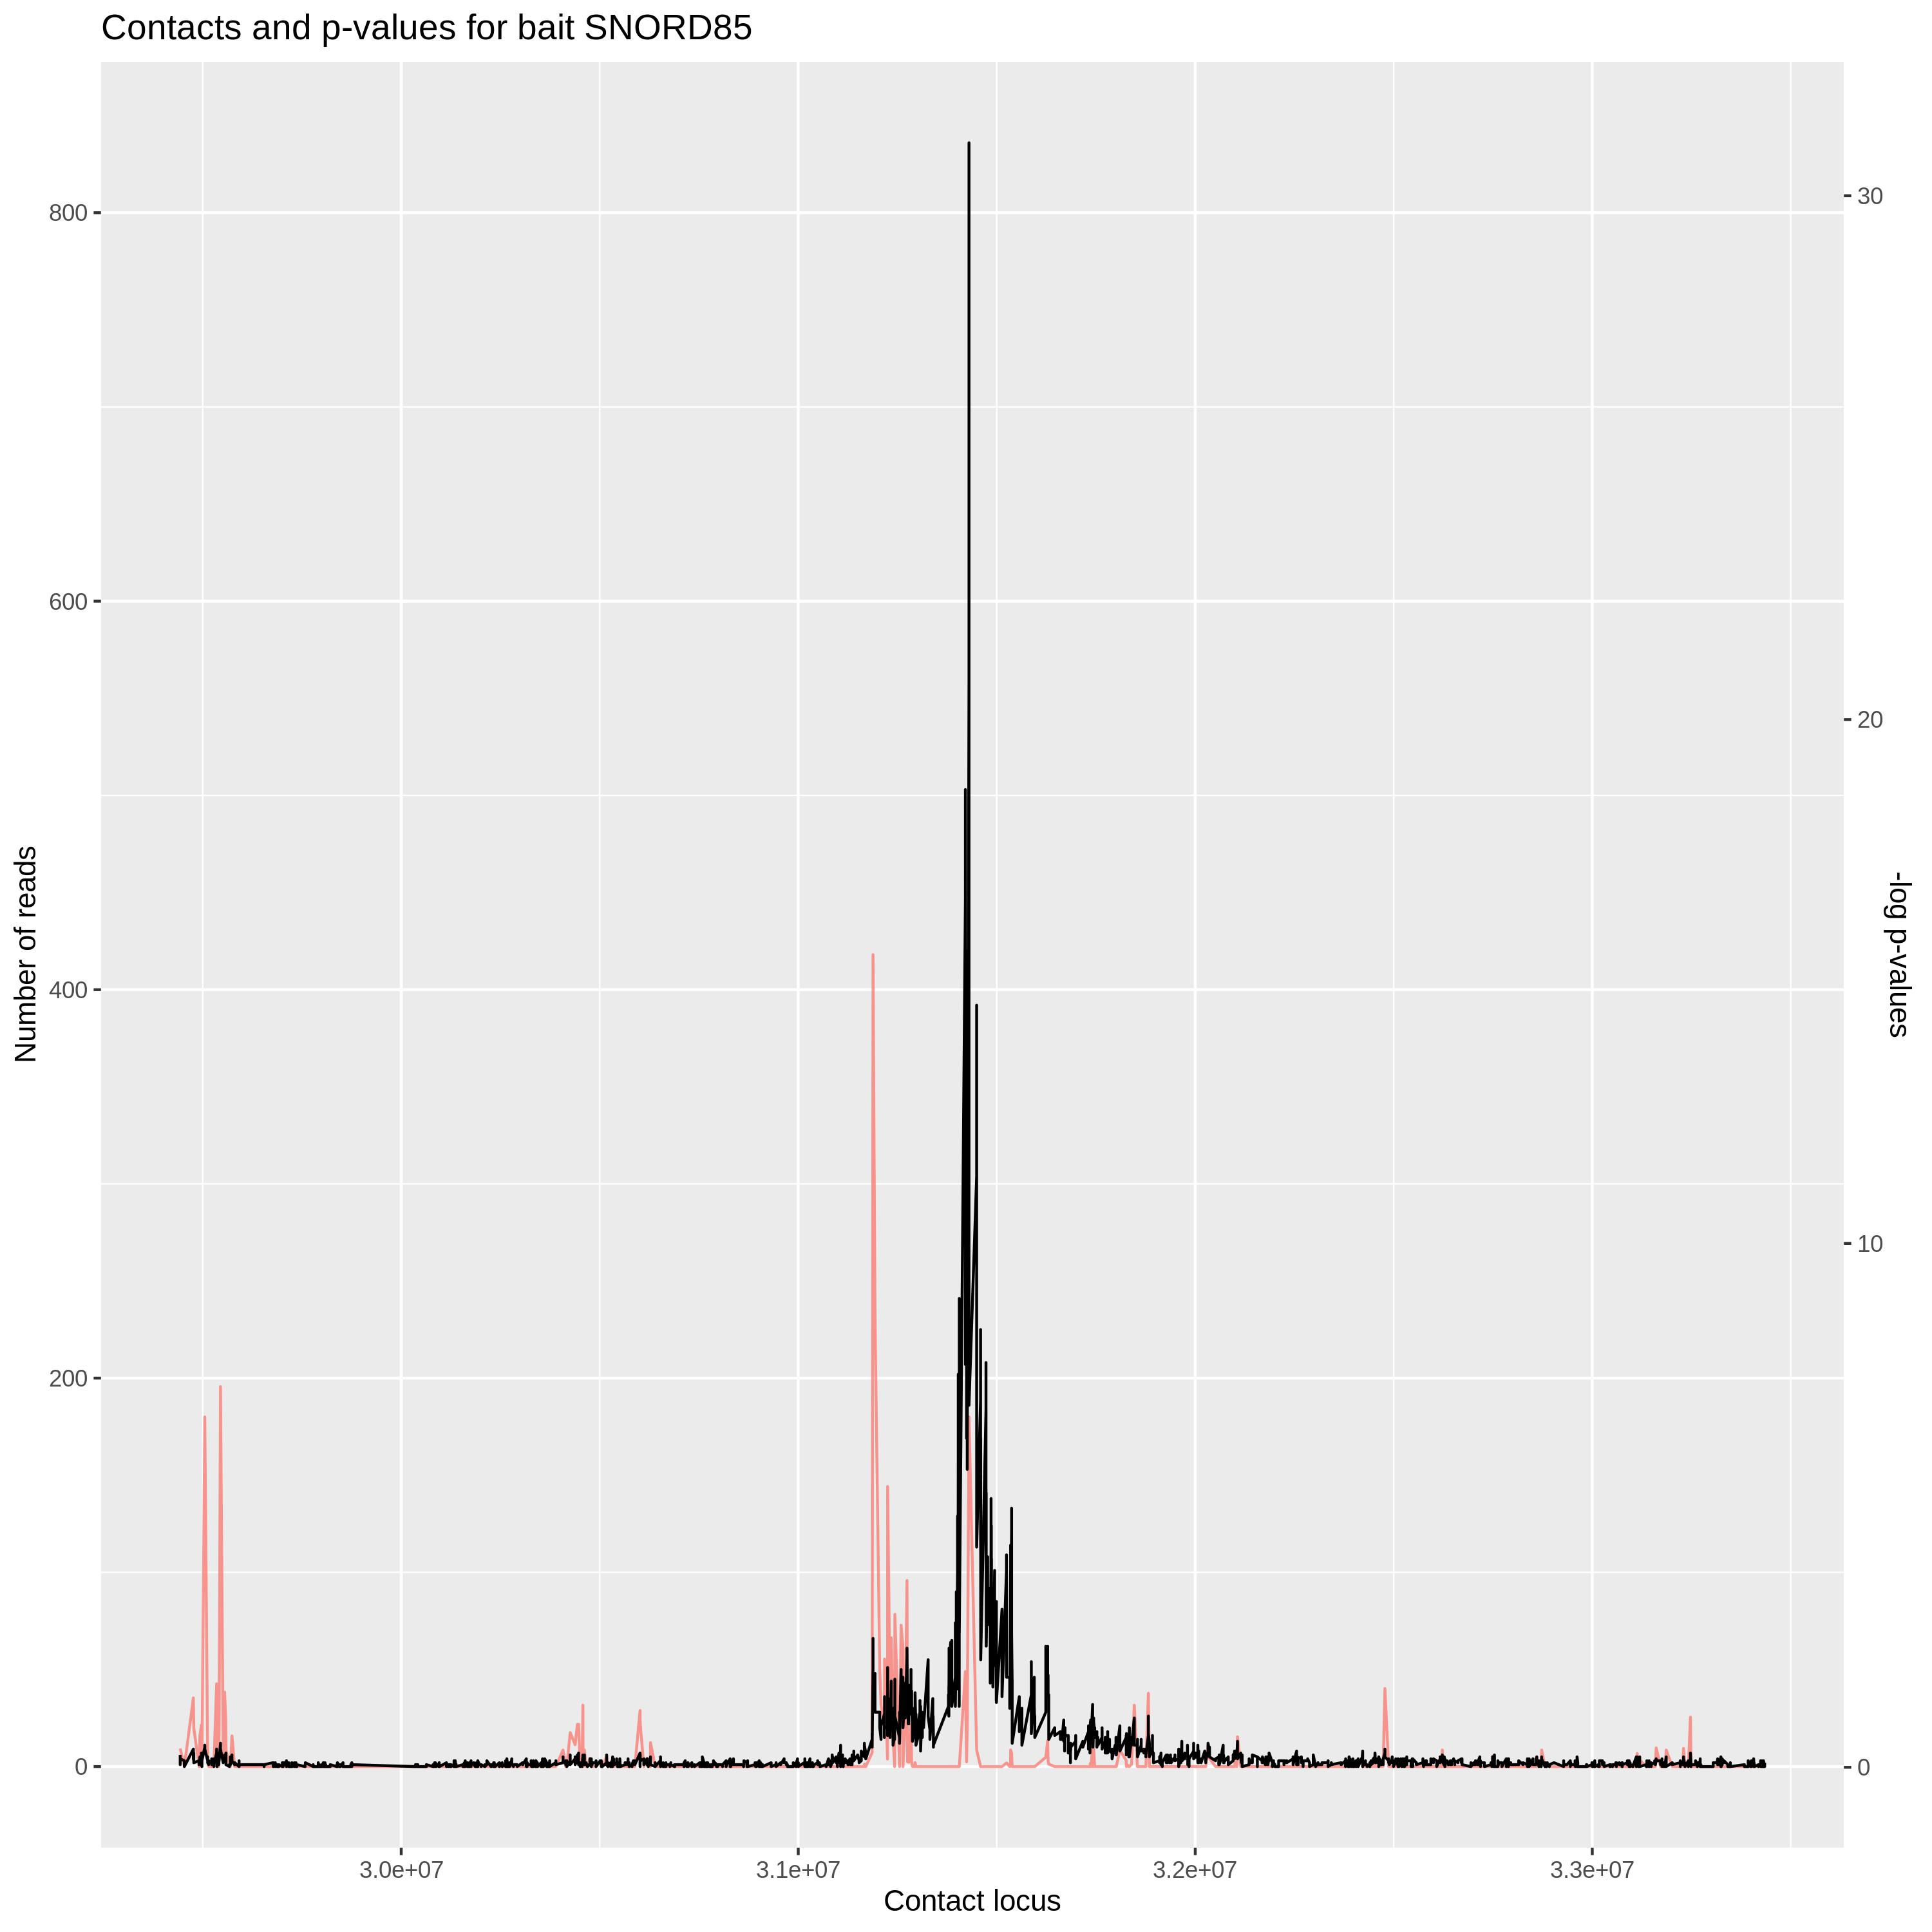 Contacts and p-values for bait SNORD85
800
600
400
200
0
Number of reads
30
20
10
0
-log p-values
3.0e+07
3.1e+07
3.2e+07
3.3e+07
Contact locus